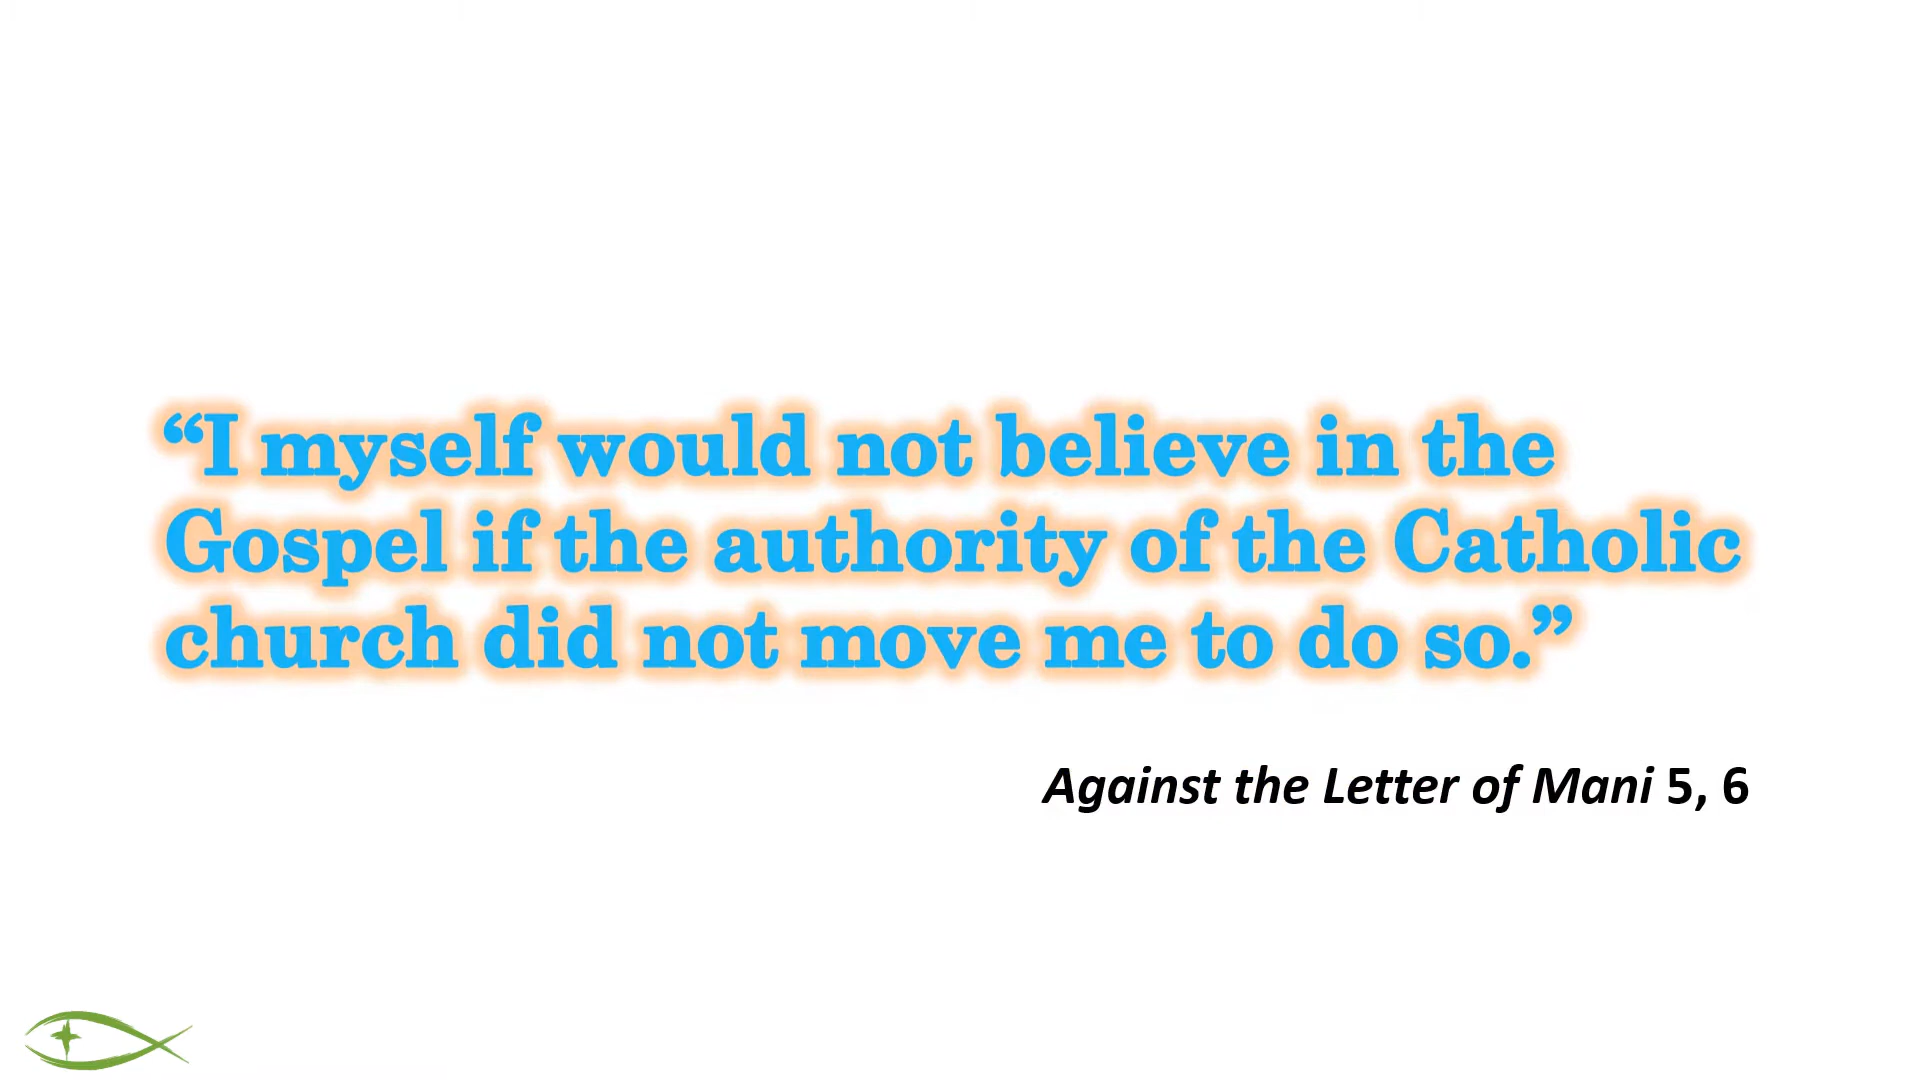 “I myself would not believe in the
Gospel if the authority of the Catholic
church did not move me to do so.”
Against the Letter of Mani 5, 6